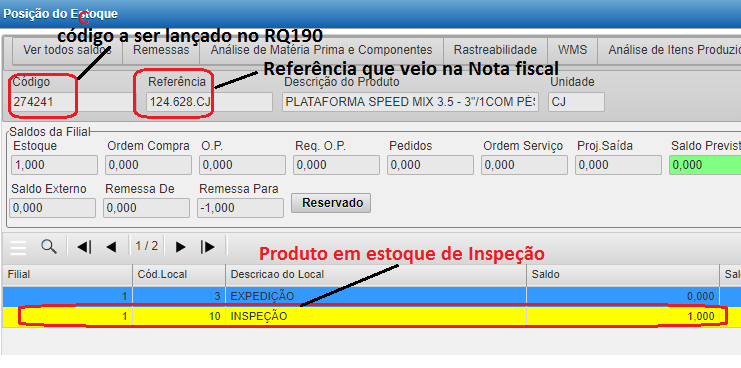 Posição do Estoque
c
código a ser lançado no RQ190
Ver todos saldos Remessas Análise de Matéria Prima e Componentes Rastreabilidade WMS Análise de Itens Produzi
Referência que veio na Nota fiscal
Código Referência Descrição do Produto Unidade
274241 124.628.CJ PLATAFORMA SPEED MIX 3.5 - 3"/1COM PÉS CJ
Saldos da Filial
Estoque Ordem Compra O.P. Req. O.P. Pedidos Ordem Serviço Proj.Saída Saldo Previst
1,000 0,000 0,000 0,000 0,000 0,000 0,000 0,000
Saldo Externo Remessa De Remessa Para
0,000 0,000 -1,000 Reservado
1 / 2
Produto em estoque de Inspeção
Filial Cód.Local Descricao do Local Saldo Sal
1 3 EXPEDIÇÃO 0,000
1 10 INSPEÇÃO 1,000